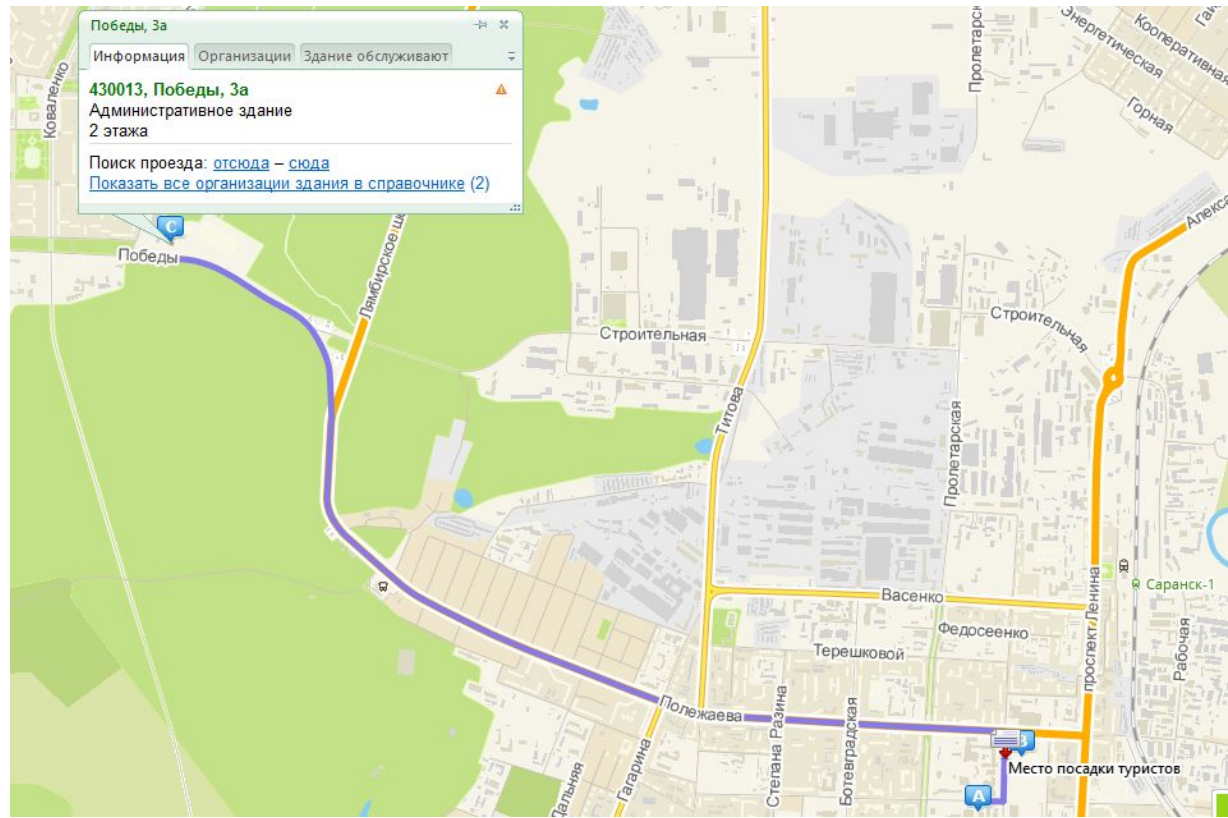 Победы, 3а
Информация Организации Здание обслуживают
430013, Победы, 3а
Административное здание
2 этажа
Поиск проезда: отсюда – сюда
Показать все организации здания в справочнике (2)
Коваленко
Пролетарск
Энергетическая
Кооперативная
Горная
C
Победы
Лямбирское ш
Алекса
Строительная
Строительная
Титова
Пролетарская
Пролетарская
Васенко
Саранск-1
Федосеенко
Терешковой
проспект Ленина
Рабочая
Полежаева
Степана Разина
Ботевградская
Гагарина
Дальняя
B
Место посадки туристов
A